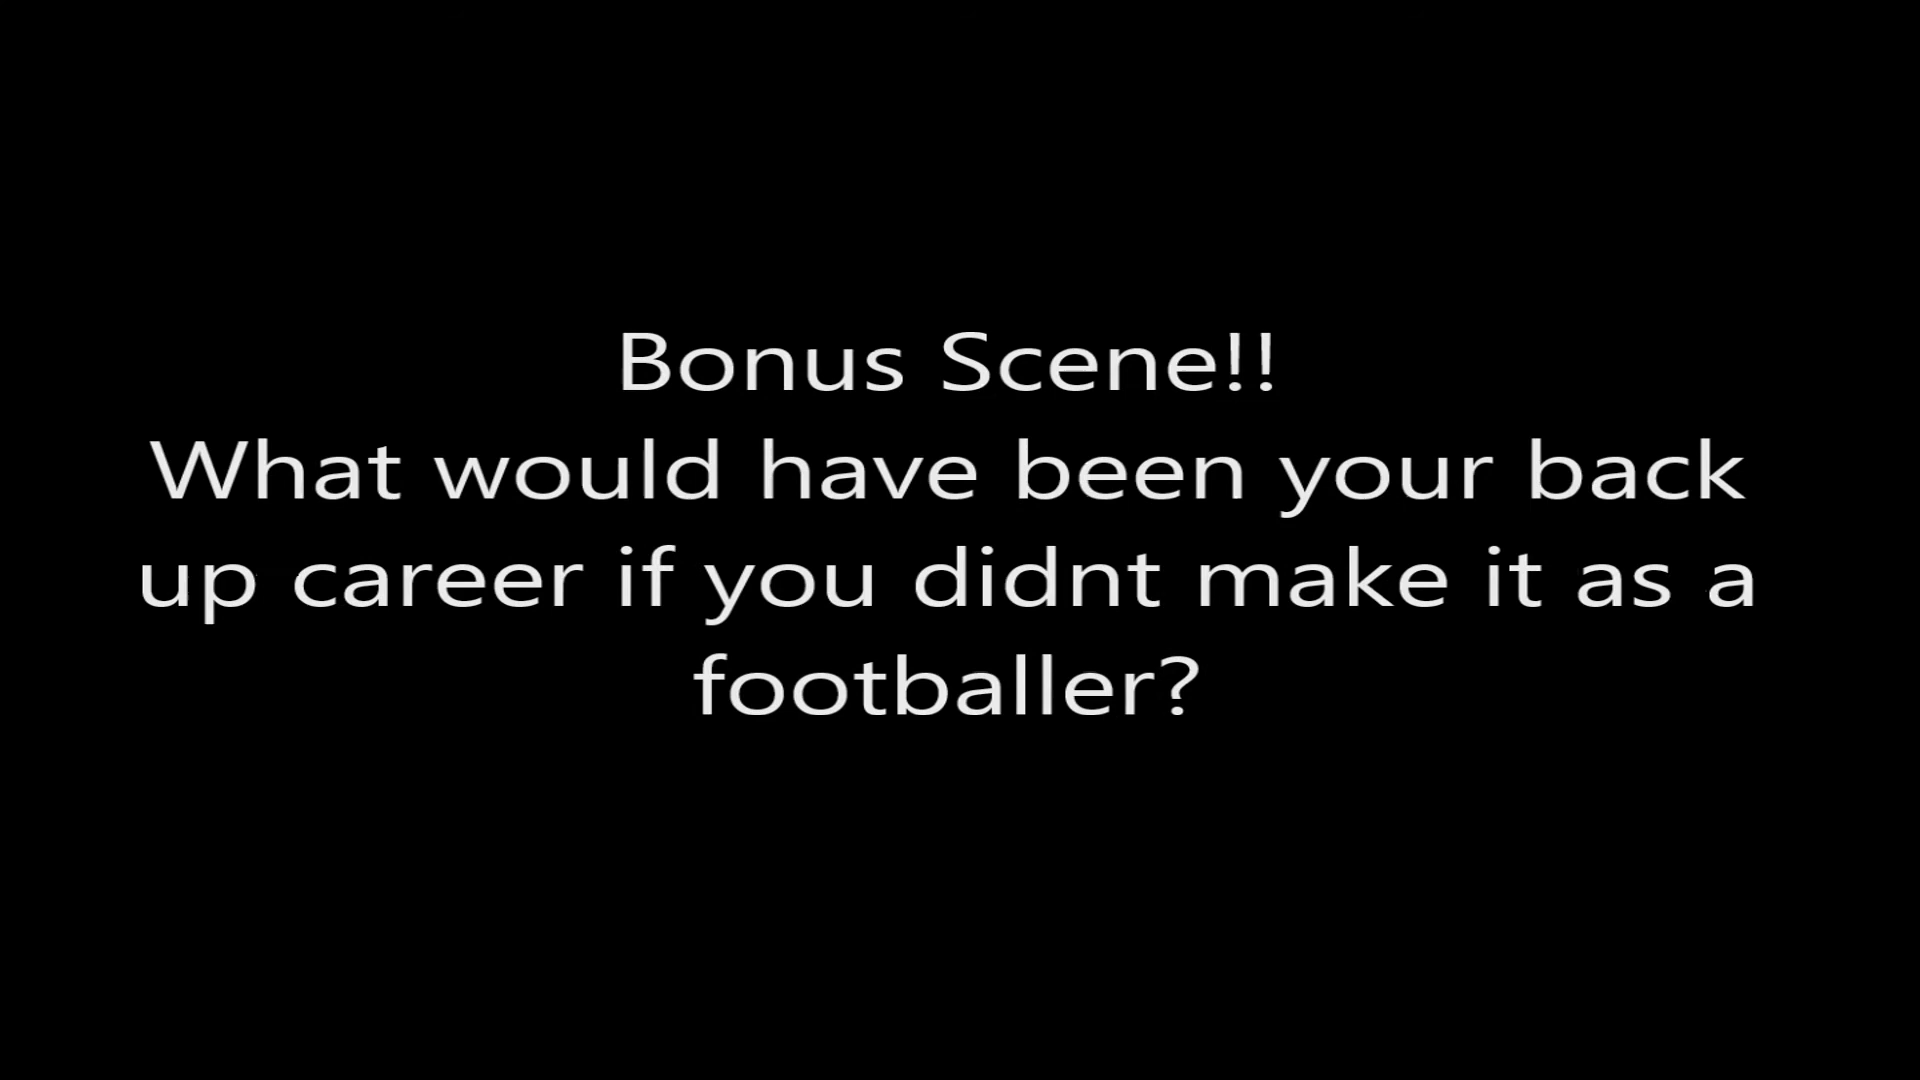 Bonus Scene!!
What would have been your back
up career if you didnt make it as a
footballer?